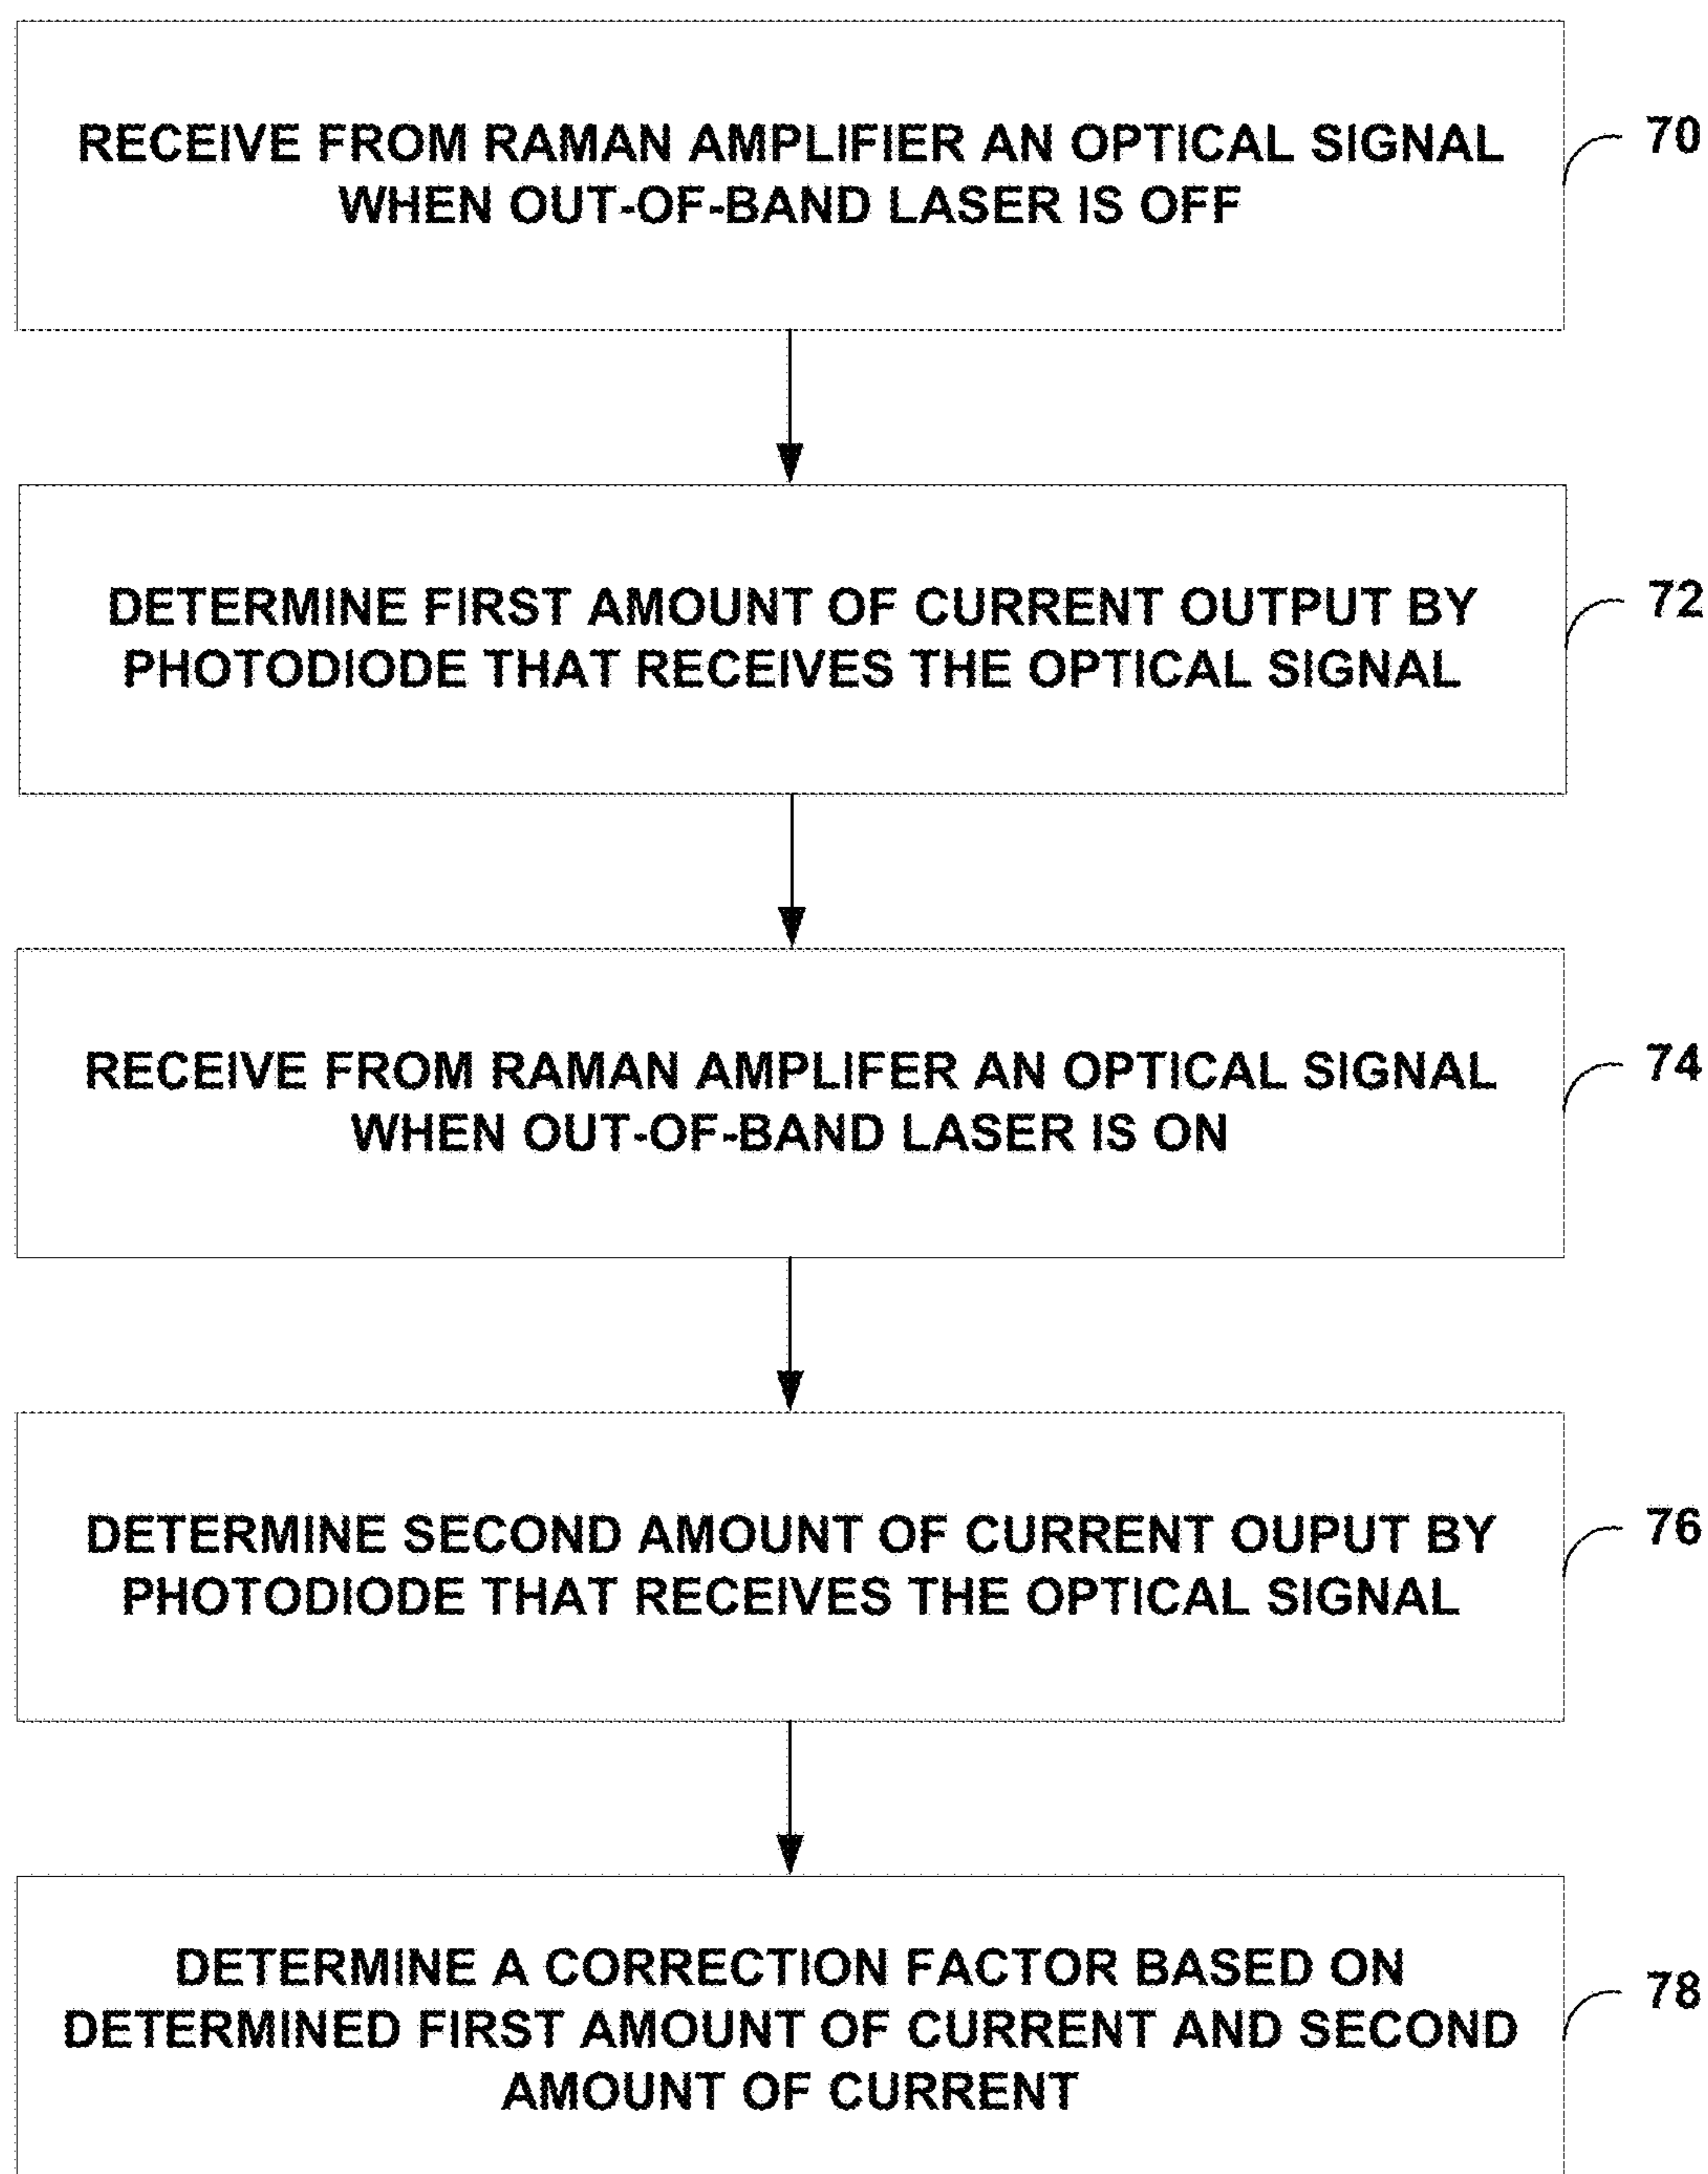 RECEIVE FROM RAMAN AMPLIFIER AN OPTICAL SIGNAL
WHEN OUT-OF-BAND LASER IS OFF
70
DETERMINE FIRST AMOUNT OF CURRENT OUTPUT BY
PHOTODIODE THAT RECEIVES THE OPTICAL SIGNAL
72
RECEIVE FROM RAMAN AMPLIFER AN OPTICAL SIGNAL
WHEN OUT-OF-BAND LASER IS ON
74
DETERMINE SECOND AMOUNT OF CURRENT OUPUT BY
PHOTODIODE THAT RECEIVES THE OPTICAL SIGNAL
76
DETERMINE A CORRECTION FACTOR BASED ON
DETERMINED FIRST AMOUNT OF CURRENT AND SECOND
AMOUNT OF CURRENT
78